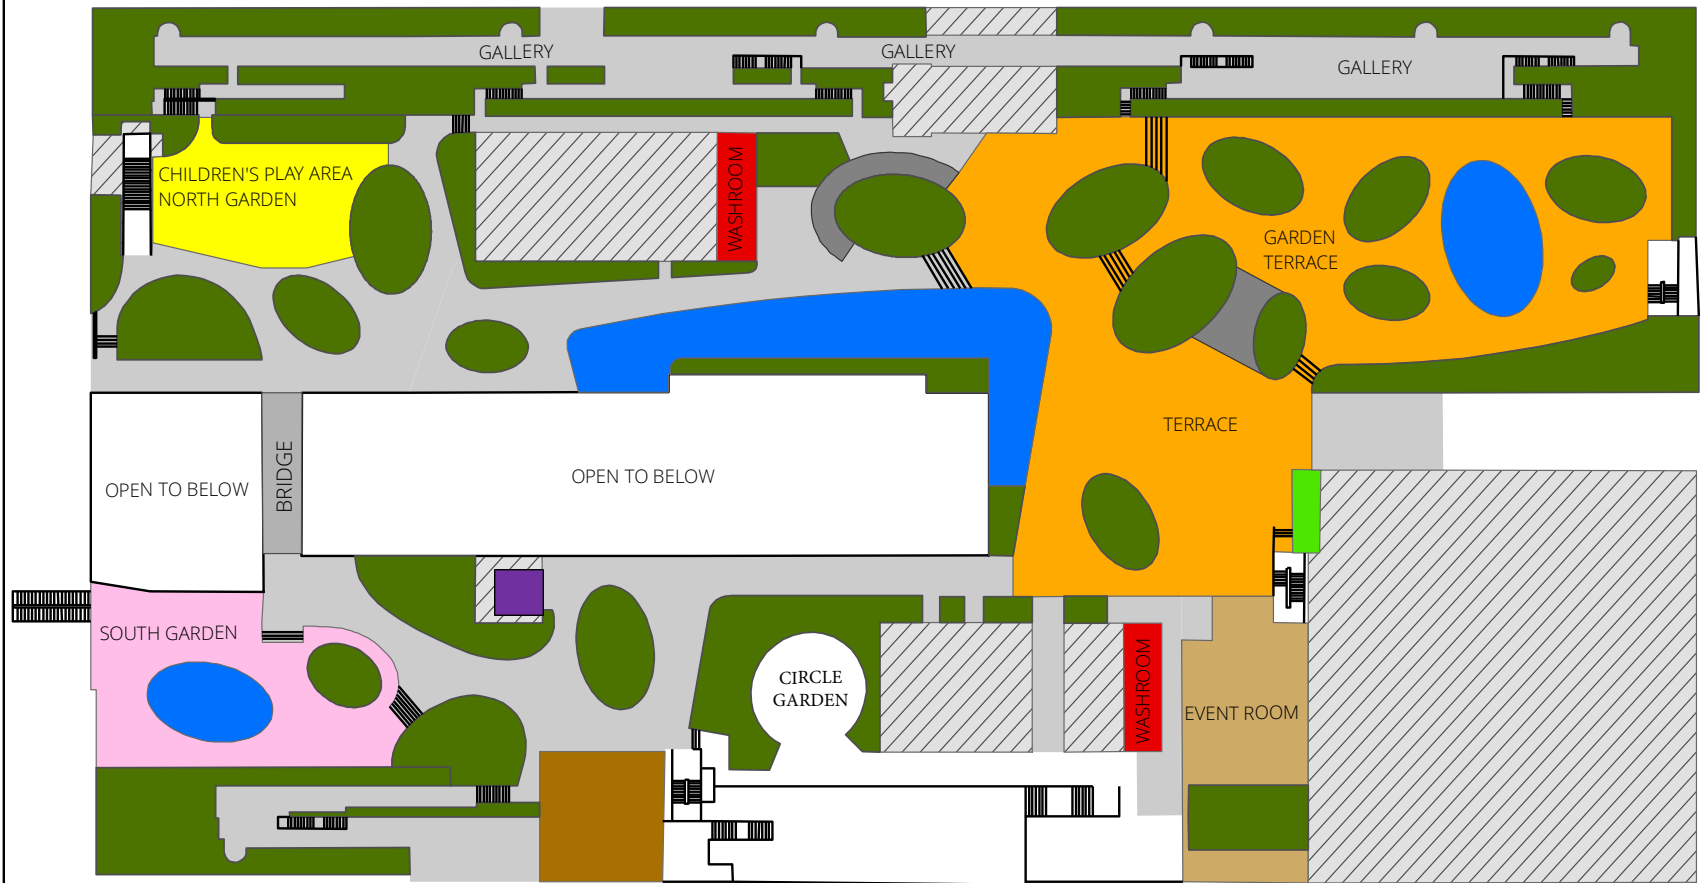 GALLERY
GALLERY
GALLERY
CHILDREN'S PLAY AREA
NORTH GARDEN
WASHROOM
GARDEN
TERRACE
TERRACE
OPEN TO BELOW
BRIDGE
OPEN TO BELOW
SOUTH GARDEN
CIRCLE
GARDEN
WASHROOM
EVENT ROOM